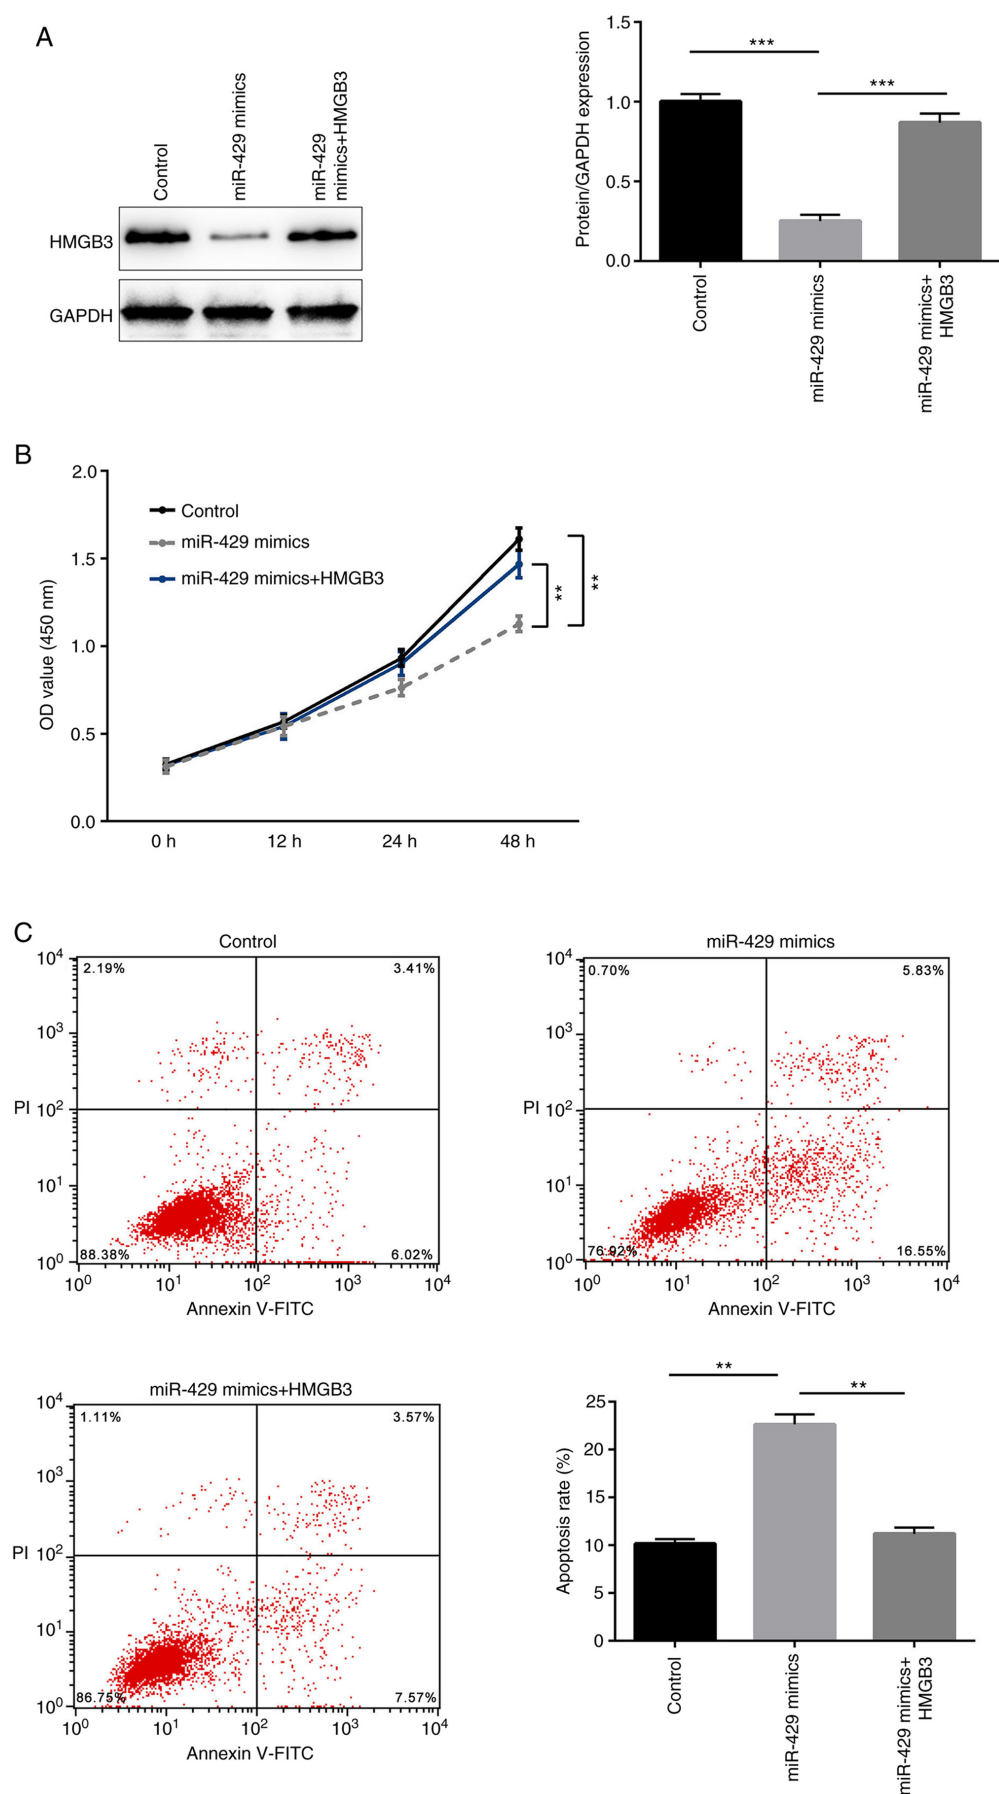 A
Control
miR-429 mimics
miR-429
mimics+HMGB3
HMGB3
GAPDH
Protein/GAPDH expression
1.5
1.0
0.5
0.0
***
***
Control
miR-429 mimics
miR-429 mimics+
HMGB3
B
OD value (450 nm)
2.0
1.5
1.0
0.5
0.0
Control
miR-429 mimics
miR-429 mimics+HMGB3
**
**
0 h
12 h
24 h
48 h
C
Control
10⁴
10³
PI 10²
10¹
10⁰
2.19%
3.41%
88.38%
6.02%
10⁰ 10¹ 10² 10³ 10⁴
Annexin V-FITC
miR-429 mimics
10⁴
10³
PI 10²
10¹
10⁰
0.70%
5.83%
76.92%
16.55%
10⁰ 10¹ 10² 10³ 10⁴
Annexin V-FITC
miR-429 mimics+HMGB3
10⁴
10³
PI 10²
10¹
10⁰
1.11%
3.57%
86.75%
7.57%
10⁰ 10¹ 10² 10³ 10⁴
Annexin V-FITC
Apoptosis rate (%)
25
20
15
10
5
0
**
**
Control
miR-429 mimics
miR-429 mimics+
HMGB3